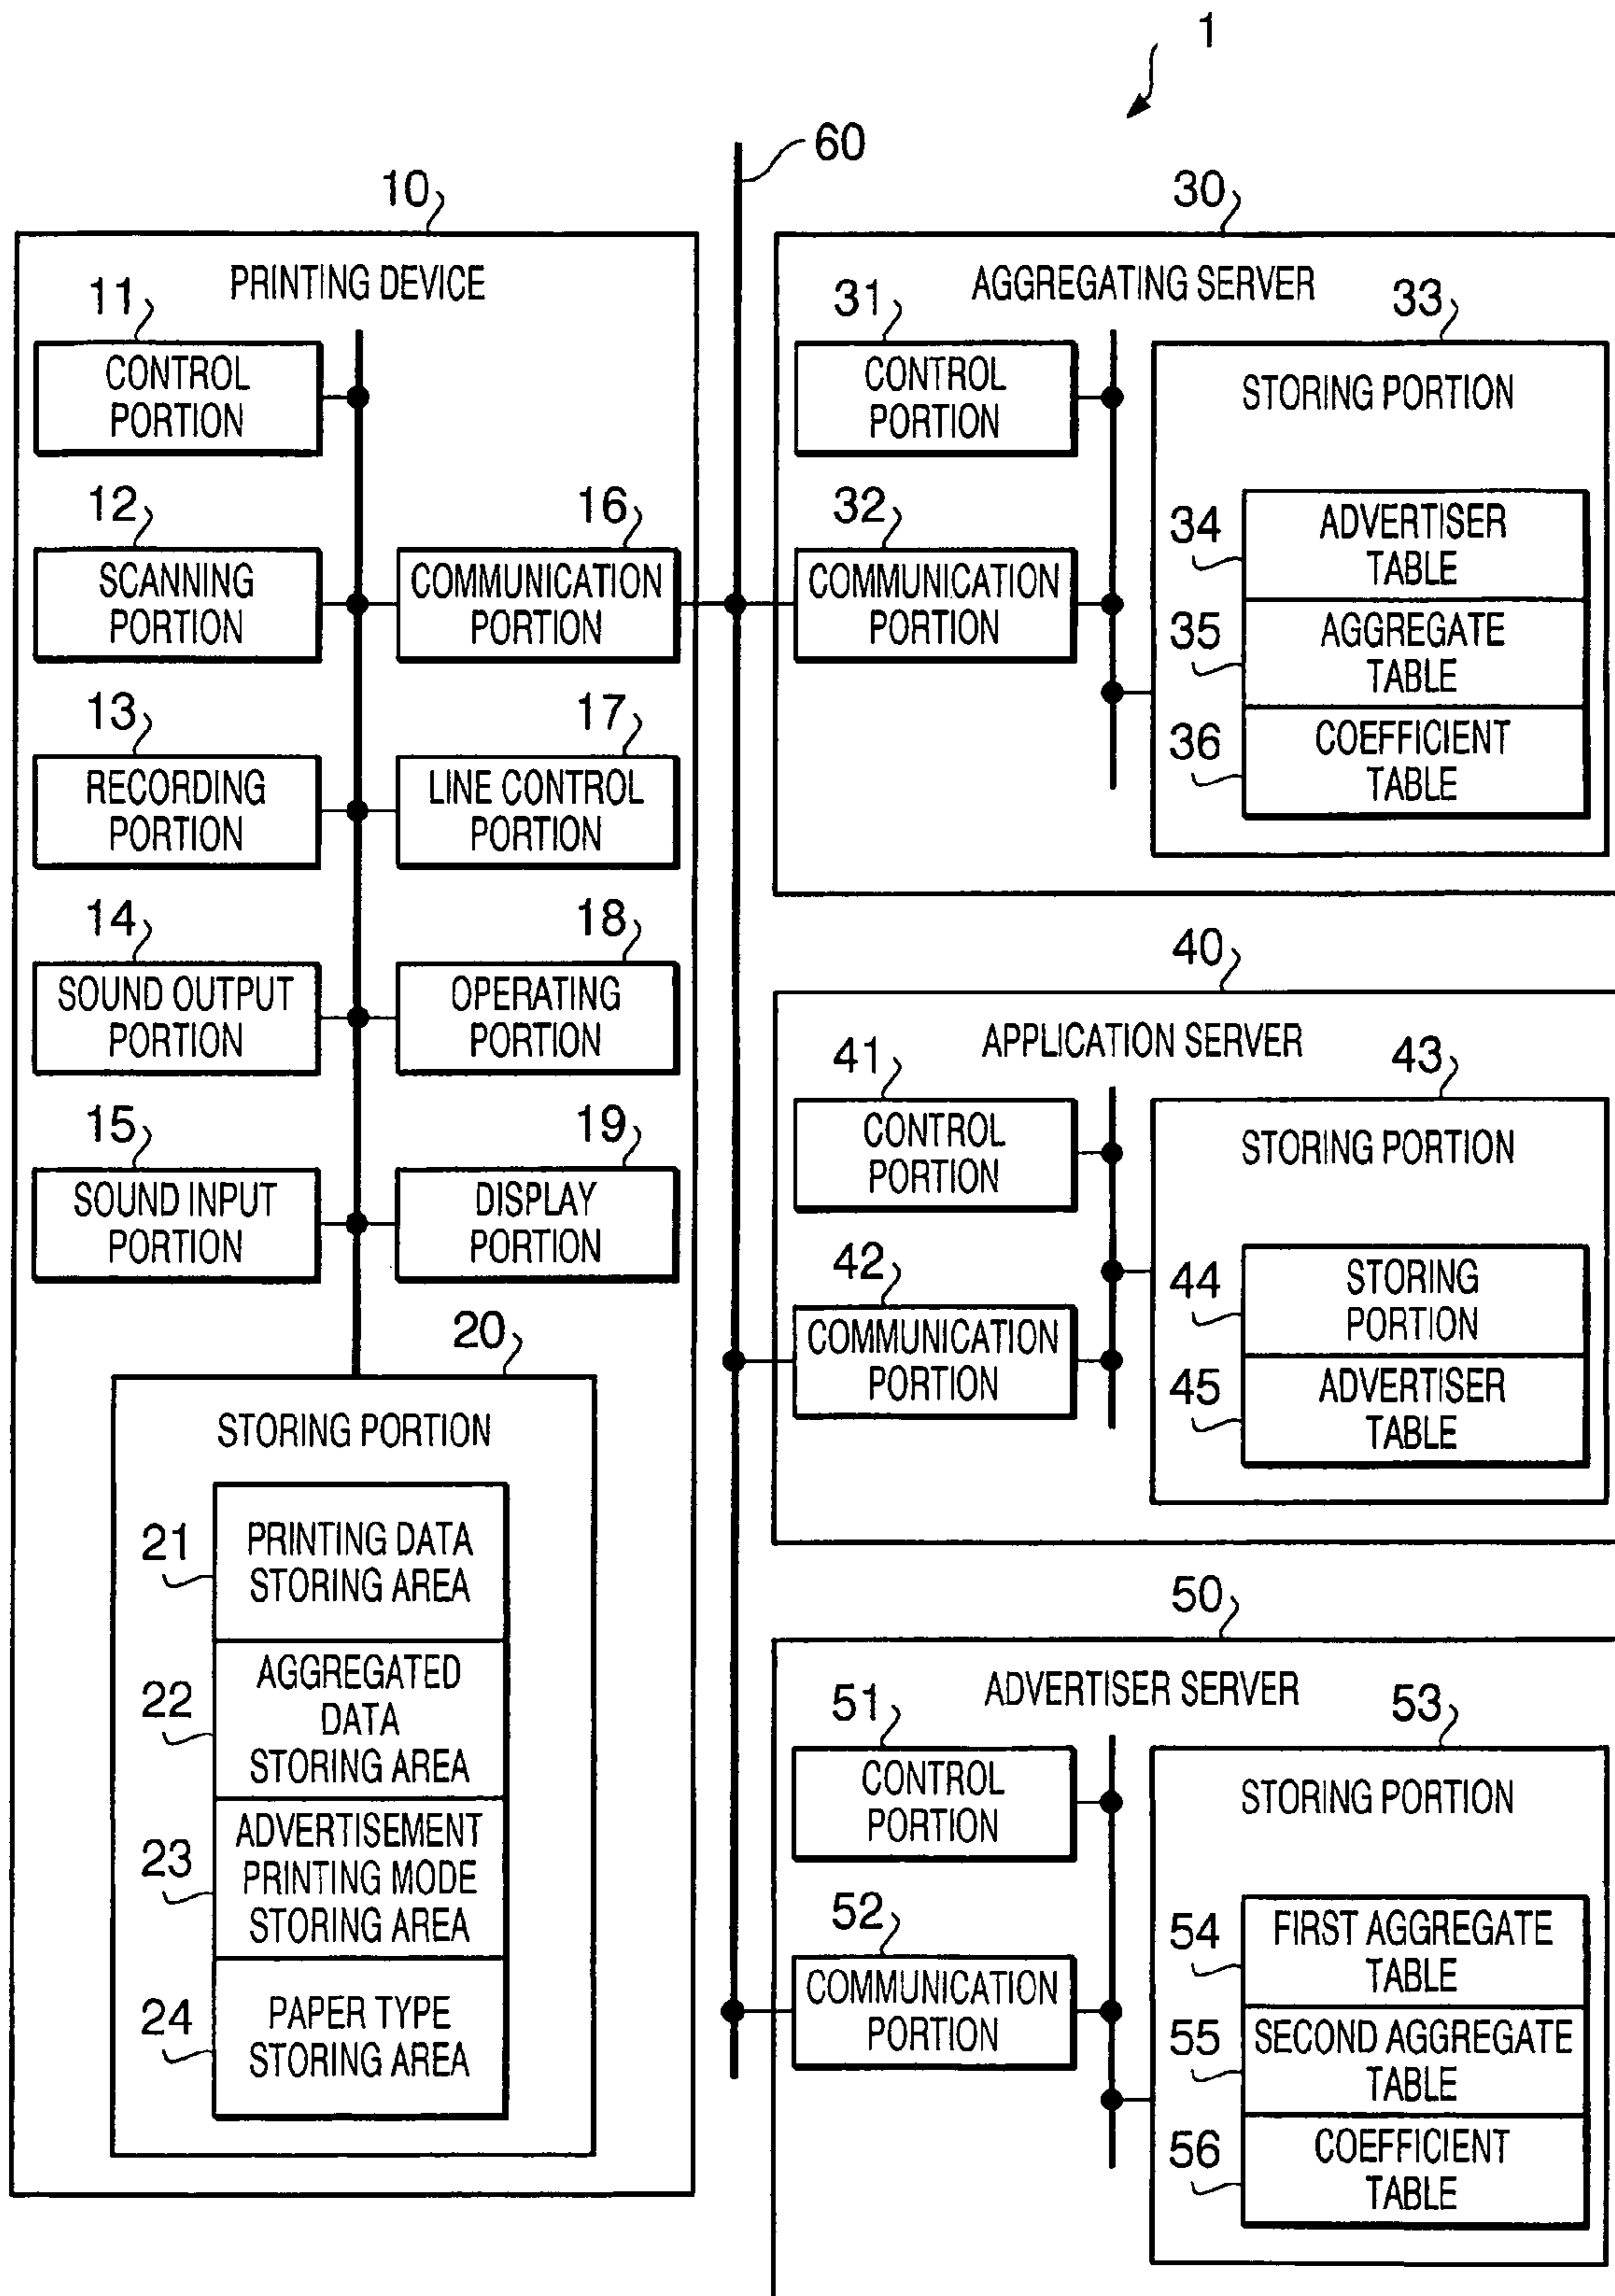 1
60
10
PRINTING DEVICE
11
CONTROL
PORTION
12
SCANNING
PORTION
16
COMMUNICATION
PORTION
13
RECORDING
PORTION
17
LINE CONTROL
PORTION
14
SOUND OUTPUT
PORTION
18
OPERATING
PORTION
15
SOUND INPUT
PORTION
19
DISPLAY
PORTION
20
STORING PORTION
21
PRINTING DATA
STORING AREA
22
AGGREGATED
DATA
STORING AREA
23
ADVERTISEMENT
PRINTING MODE
STORING AREA
24
PAPER TYPE
STORING AREA
30
AGGREGATING SERVER
31
CONTROL
PORTION
32
COMMUNICATION
PORTION
33
STORING PORTION
34
ADVERTISER
TABLE
35
AGGREGATE
TABLE
36
COEFFICIENT
TABLE
40
APPLICATION SERVER
41
CONTROL
PORTION
42
COMMUNICATION
PORTION
43
STORING PORTION
44
STORING
PORTION
45
ADVERTISER
TABLE
50
ADVERTISER SERVER
51
CONTROL
PORTION
52
COMMUNICATION
PORTION
53
STORING PORTION
54
FIRST AGGREGATE
TABLE
55
SECOND AGGREGATE
TABLE
56
COEFFICIENT
TABLE